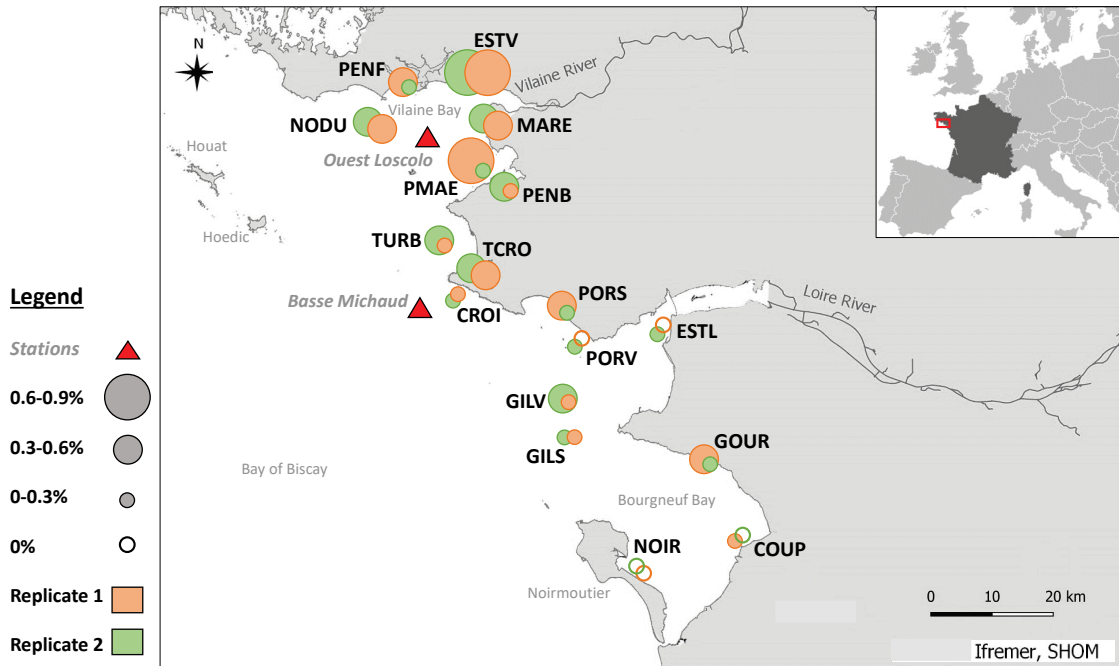 N
ESTV
PENF
Vilaine River
Vilaine Bay
NODU
MARE
Houat
Ouest Loscolo
PMAE
PENB
Hoedic
TURB
TCRO
Legend
Basse Michaud
CROI
PORS
Loire River
ESTL
Stations
PORV
0.6-0.9%
GILV
0.3-0.6%
GILS
GOUR
Bay of Biscay
0-0.3%
Bourgneuf Bay
0%
NOIR
COUP
Noirmoutier
Replicate 1
0 10 20 km
Replicate 2
Ifremer, SHOM